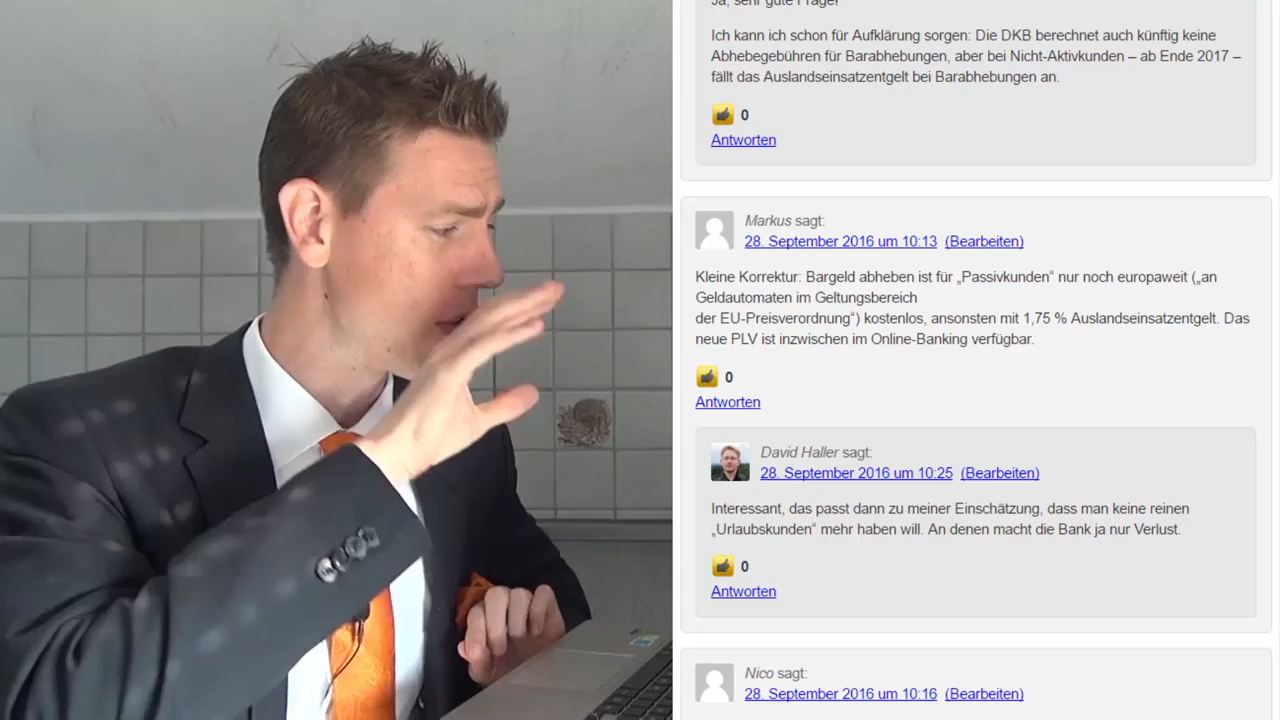 Ja, sehr gute Frage!
Ich kann ich schon für Aufklärung sorgen: Die DKB berechnet auch künftig keine
Abhebegebühren für Barabhebungen, aber bei Nicht-Aktivkunden – ab Ende 2017 –
fällt das Auslandseinsatzentgelt bei Barabhebungen an.
0
Antworten
Markus sagt:
28. September 2016 um 10:13 (Bearbeiten)
Kleine Korrektur: Bargeld abheben ist für „Passivkunden“ nur noch europaweit („an
Geldautomaten im Geltungsbereich
der EU-Preisverordnung“) kostenlos, ansonsten mit 1,75 % Auslandseinsatzentgelt. Das
neue PLV ist inzwischen im Online-Banking verfügbar.
0
Antworten
David Haller sagt:
28. September 2016 um 10:25 (Bearbeiten)
Interessant, das passt dann zu meiner Einschätzung, dass man keine reinen
„Urlaubskunden“ mehr haben will. An denen macht die Bank ja nur Verlust.
0
Antworten
Nico sagt:
28. September 2016 um 10:16 (Bearbeiten)